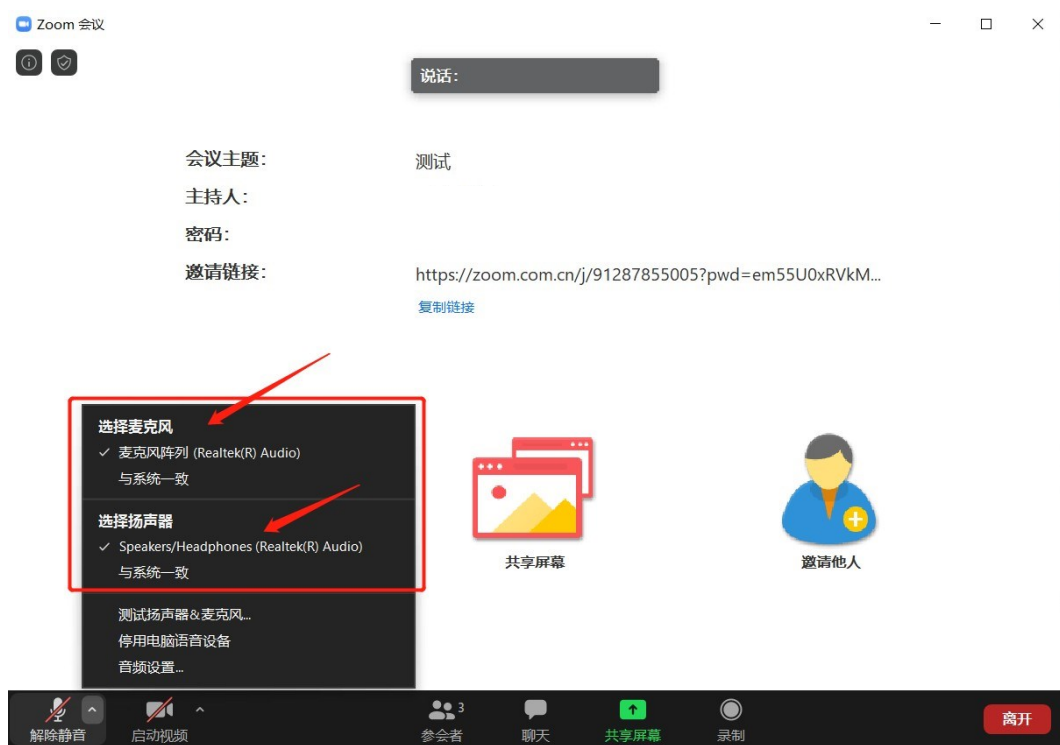 Zoom 会议
说话：
会议主题： 测试
主持人：
密码：
邀请链接： https://zoom.com.cn/j/91287855005?pwd=em55U0xRVkM...
复制链接
选择麦克风
麦克风阵列 (Realtek(R) Audio)
与系统一致
选择扬声器
Speakers/Headphones (Realtek(R) Audio)
与系统一致
测试扬声器&麦克风...
停用电脑语音设备
音频设置...
共享屏幕
邀请他人
解除静音
启动视频
3
参会者
聊天
共享屏幕
录制
离开